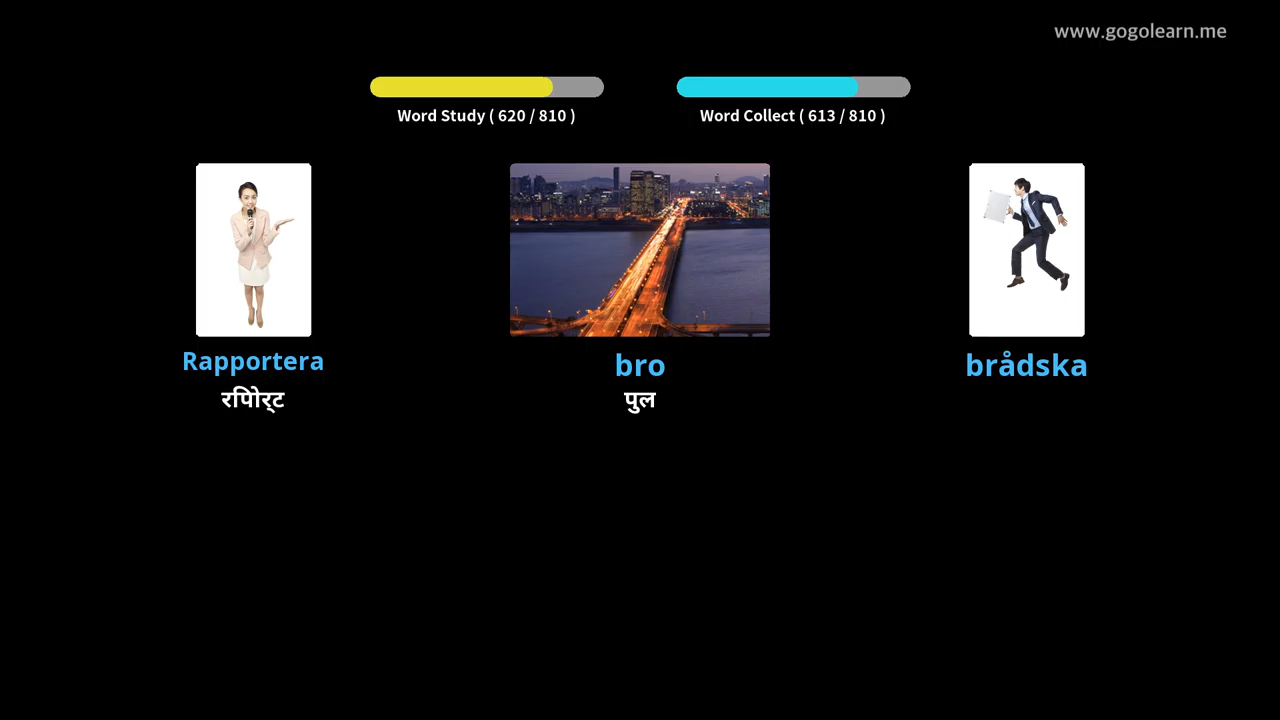 www.gogolearn.me
Word Study ( 620 / 810 )
Word Collect ( 613 / 810 )
Rapportera
रिपोर्ट
bro
पुल
brådska